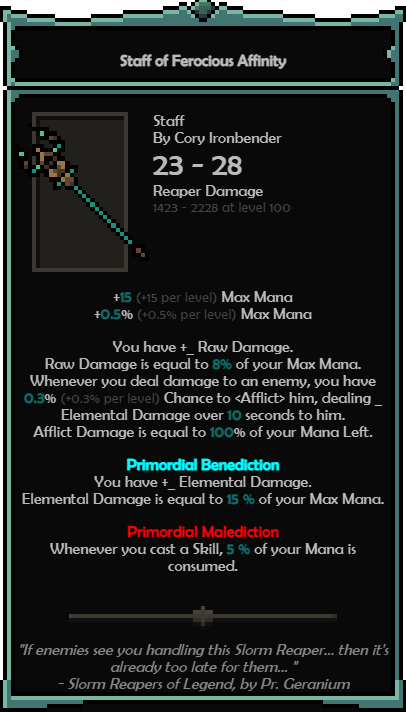 Staff of Ferocious Affinity
Staff
By Cory Ironbender
23 - 28
Reaper Damage
1423 - 2228 at level 100
+15 (+15 per level) Max Mana
+0.5% (+0.5% per level) Max Mana
You have +_ Raw Damage.
Raw Damage is equal to 8% of your Max Mana.
Whenever you deal damage to an enemy, you have
0.3% (+0.3% per level) Chance to <Afflict> him, dealing _
Elemental Damage over 10 seconds to him.
Afflict Damage is equal to 100% of your Mana Left.
Primordial Benediction
You have +_ Elemental Damage.
Elemental Damage is equal to 15 % of your Max Mana.
Primordial Malediction
Whenever you cast a Skill, 5 % of your Mana is
consumed.
"If enemies see you handling this Slorm Reaper... then it's
already too late for them... "
- Slorm Reapers of Legend, by Pr. Geranium